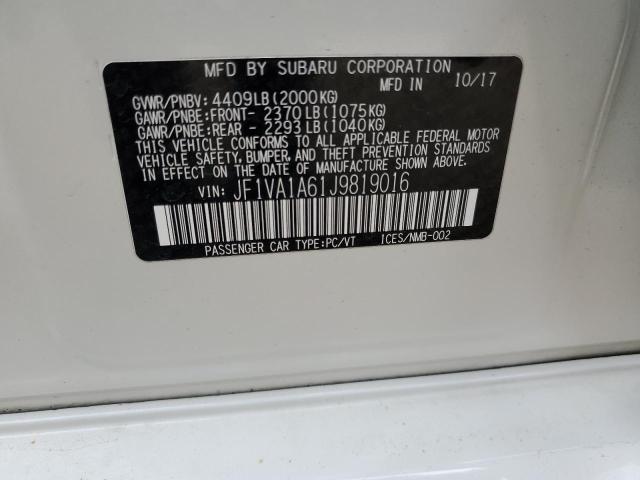 MFD BY SUBARU CORPORATION
MFD IN 10/17
GVWR/PNBV: 4409LB(2000KG)
GAWR/PNBE:FRONT- 2370LB(1075KG)
GAWR/PNBE:REAR - 2293LB(1040KG)
THIS VEHICLE CONFORMS TO ALL APPLICABLE FEDERAL MOTOR
VEHICLE SAFETY, BUMPER, AND THEFT PREVENTION STANDARDS
IN EFFECT ON THE DATE OF MANUFACTURE SHOWN ABOVE.
VIN: JF1VA1A61J9819016
PASSENGER CAR TYPE:PC/VT ICES/NMB-002